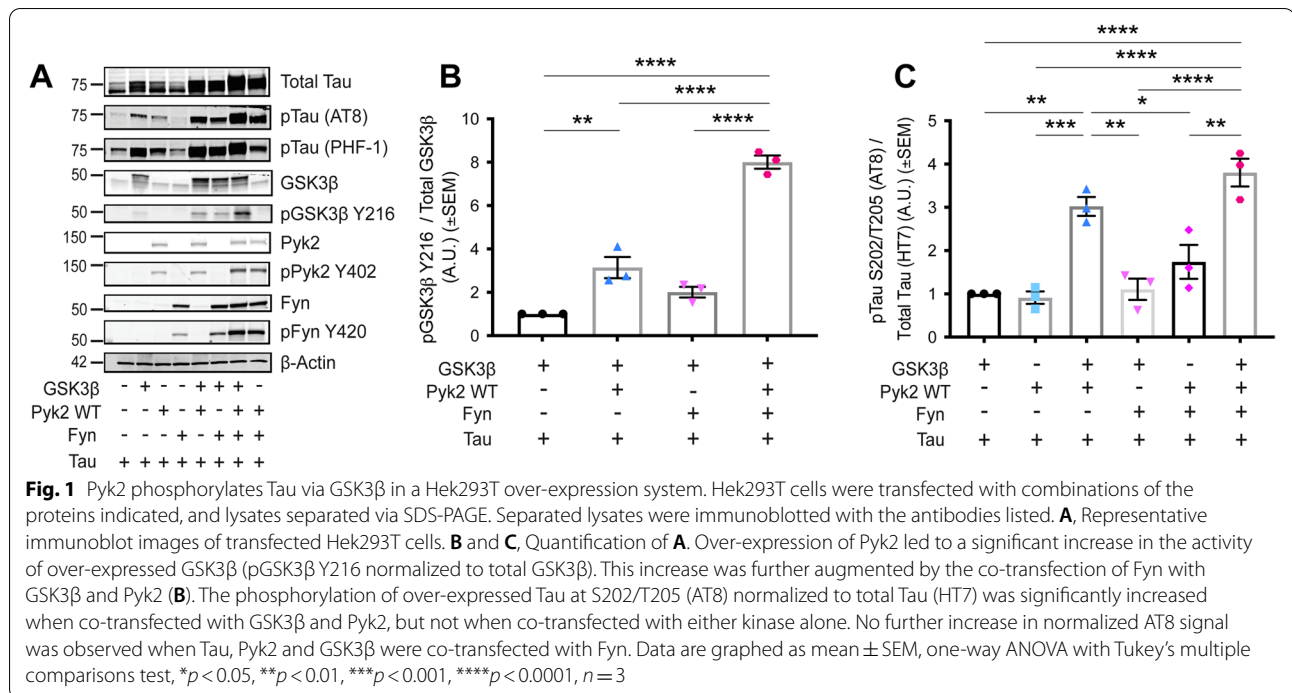 A
75 Total Tau
75 pTau (AT8)
75 pTau (PHF-1)
50 GSK3β
50 pGSK3β Y216
150 Pyk2
150 pPyk2 Y402
50 Fyn
50 pFyn Y420
42 β-Actin
GSK3β - + - - + + + -
Pyk2 WT - - + - + - + +
Fyn - - - + - + + +
Tau + + + + + + + +
B
****
****
** ****
pGSK3β Y216 / Total GSK3β
(A.U.) (±SEM)
10
8
6
4
2
0
GSK3β + + + +
Pyk2 WT - + - +
Fyn - - + +
Tau + + + +
C
****
****
****
** *
*** ** **
pTau S202/T205 (AT8) /
Total Tau (HT7) (A.U.) (±SEM)
5
4
3
2
1
0
GSK3β + - + + - +
Pyk2 WT - + + - + +
Fyn - - - + + +
Tau + + + + + +
Fig. 1 Pyk2 phosphorylates Tau via GSK3β in a Hek293T over-expression system. Hek293T cells were transfected with combinations of the
proteins indicated, and lysates separated via SDS-PAGE. Separated lysates were immunoblotted with the antibodies listed. A, Representative
immunoblot images of transfected Hek293T cells. B and C, Quantification of A. Over-expression of Pyk2 led to a significant increase in the activity
of over-expressed GSK3β (pGSK3β Y216 normalized to total GSK3β). This increase was further augmented by the co-transfection of Fyn with
GSK3β and Pyk2 (B). The phosphorylation of over-expressed Tau at S202/T205 (AT8) normalized to total Tau (HT7) was significantly increased
when co-transfected with GSK3β and Pyk2, but not when co-transfected with either kinase alone. No further increase in normalized AT8 signal
was observed when Tau, Pyk2 and GSK3β were co-transfected with Fyn. Data are graphed as mean ± SEM, one-way ANOVA with Tukey's multiple
comparisons test, *p < 0.05, **p < 0.01, ***p < 0.001, ****p < 0.0001, n = 3